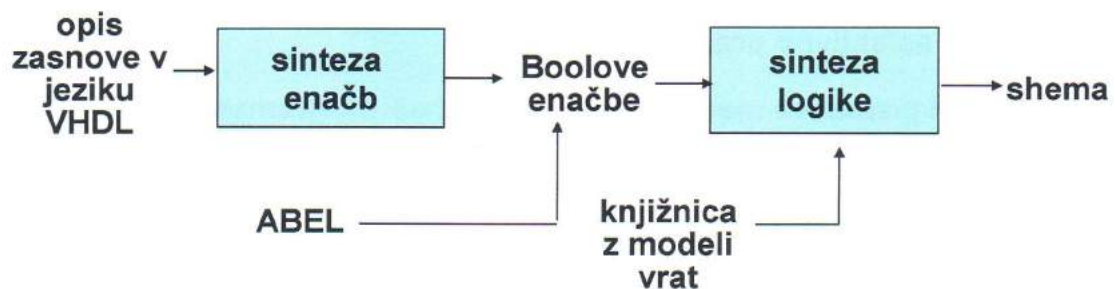 opis
zasnove v
jeziku
VHDL
sinteza
enačb
Boolove
enačbe
sinteza
logike
shema
ABEL
knjižnica
z modeli
vrat